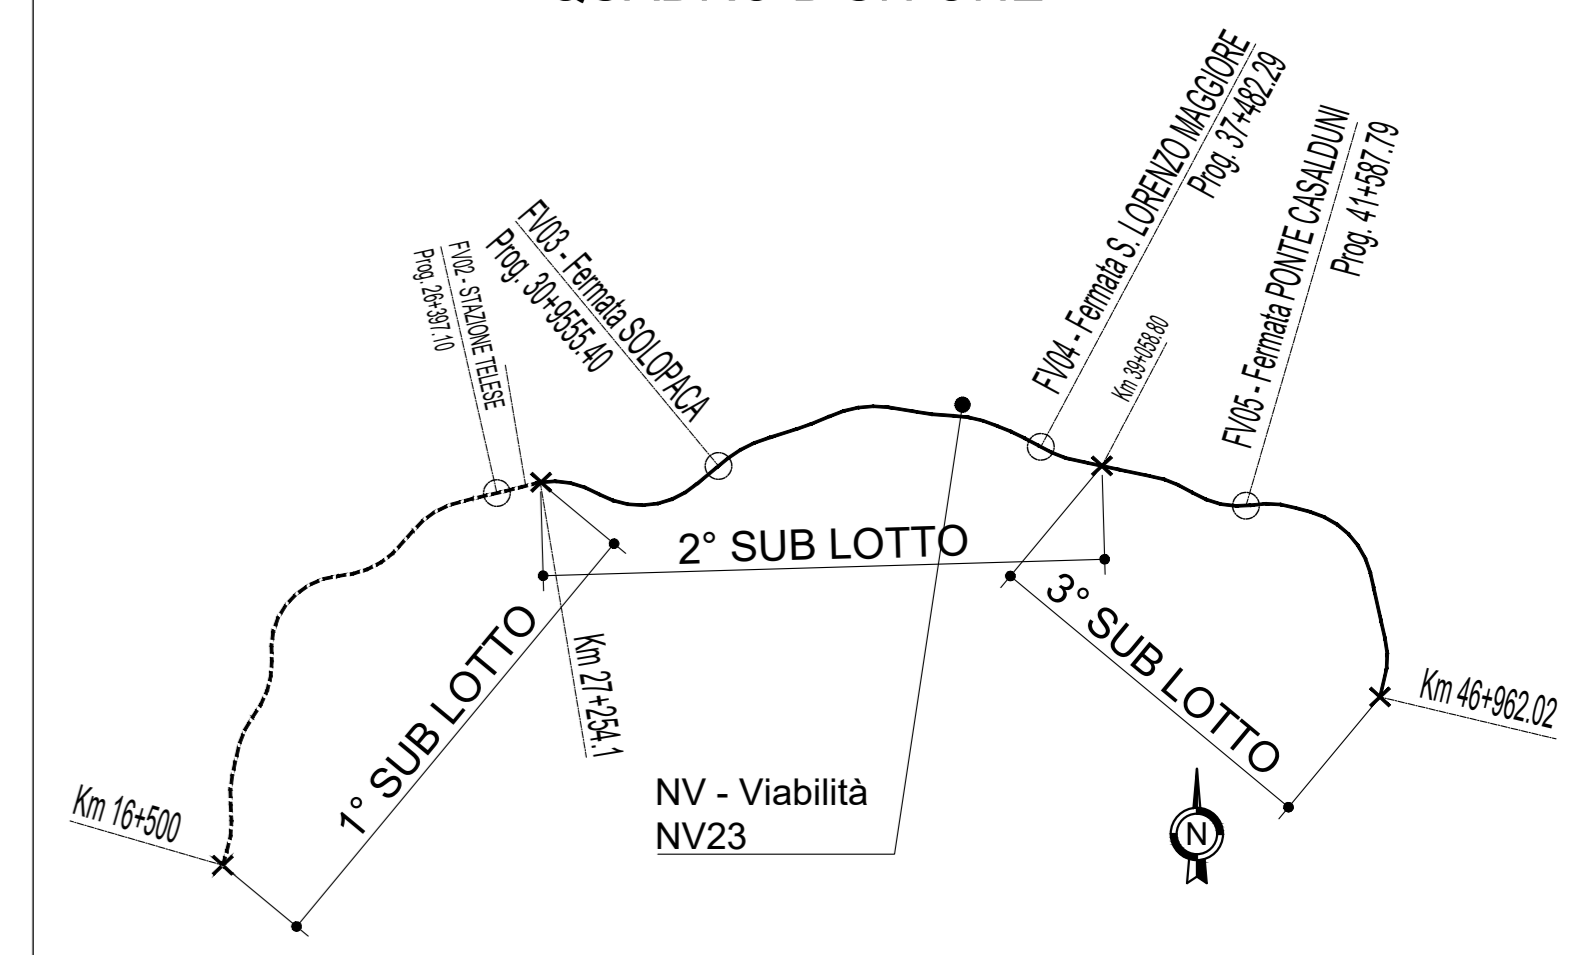 FV04 - Fermata S. LORENZO MAGGIORE
Prog. 37+482.29
FV05 - Fermata PONTE CASALDUNI
Prog. 41+587.79
FV03 - Fermata SOLOPACA
Prog. 30+9555.40
FV02 - STAZIONE TELESE
Prog. 26+397.10
Km 39+058.80
2° SUB LOTTO
3° SUB LOTTO
1° SUB LOTTO
Km 27+254.1
Km 46+962.02
Km 16+500
NV - Viabilità
NV23
N